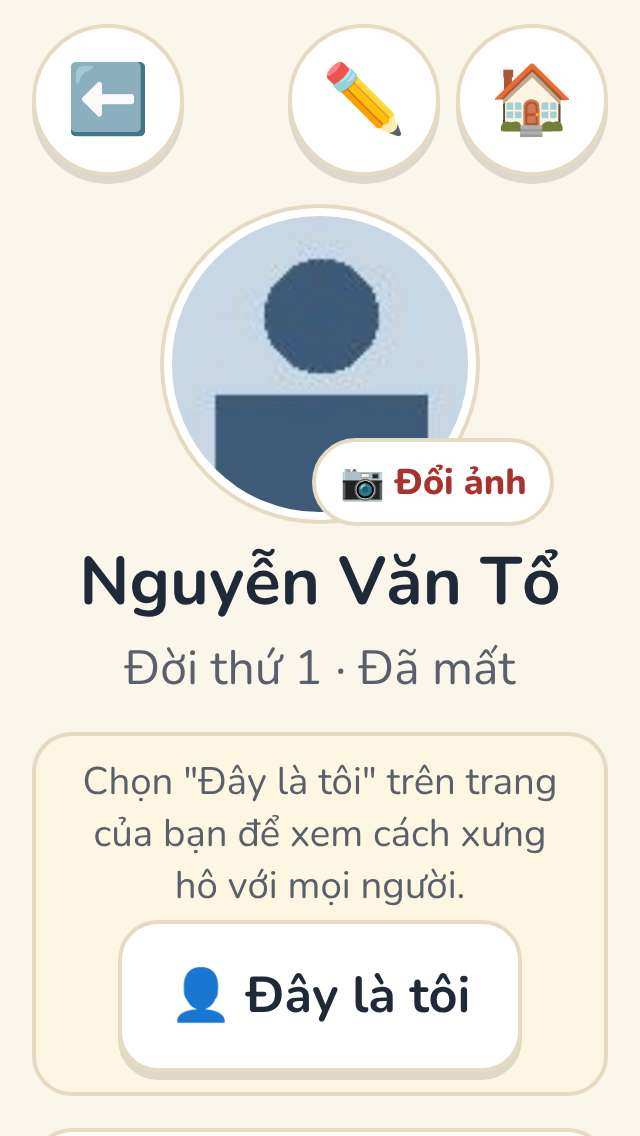 Đổi ảnh
Nguyễn Văn Tổ
Đời thứ 1 · Đã mất
Chọn "Đây là tôi" trên trang
của bạn để xem cách xưng
hô với mọi người.
Đây là tôi